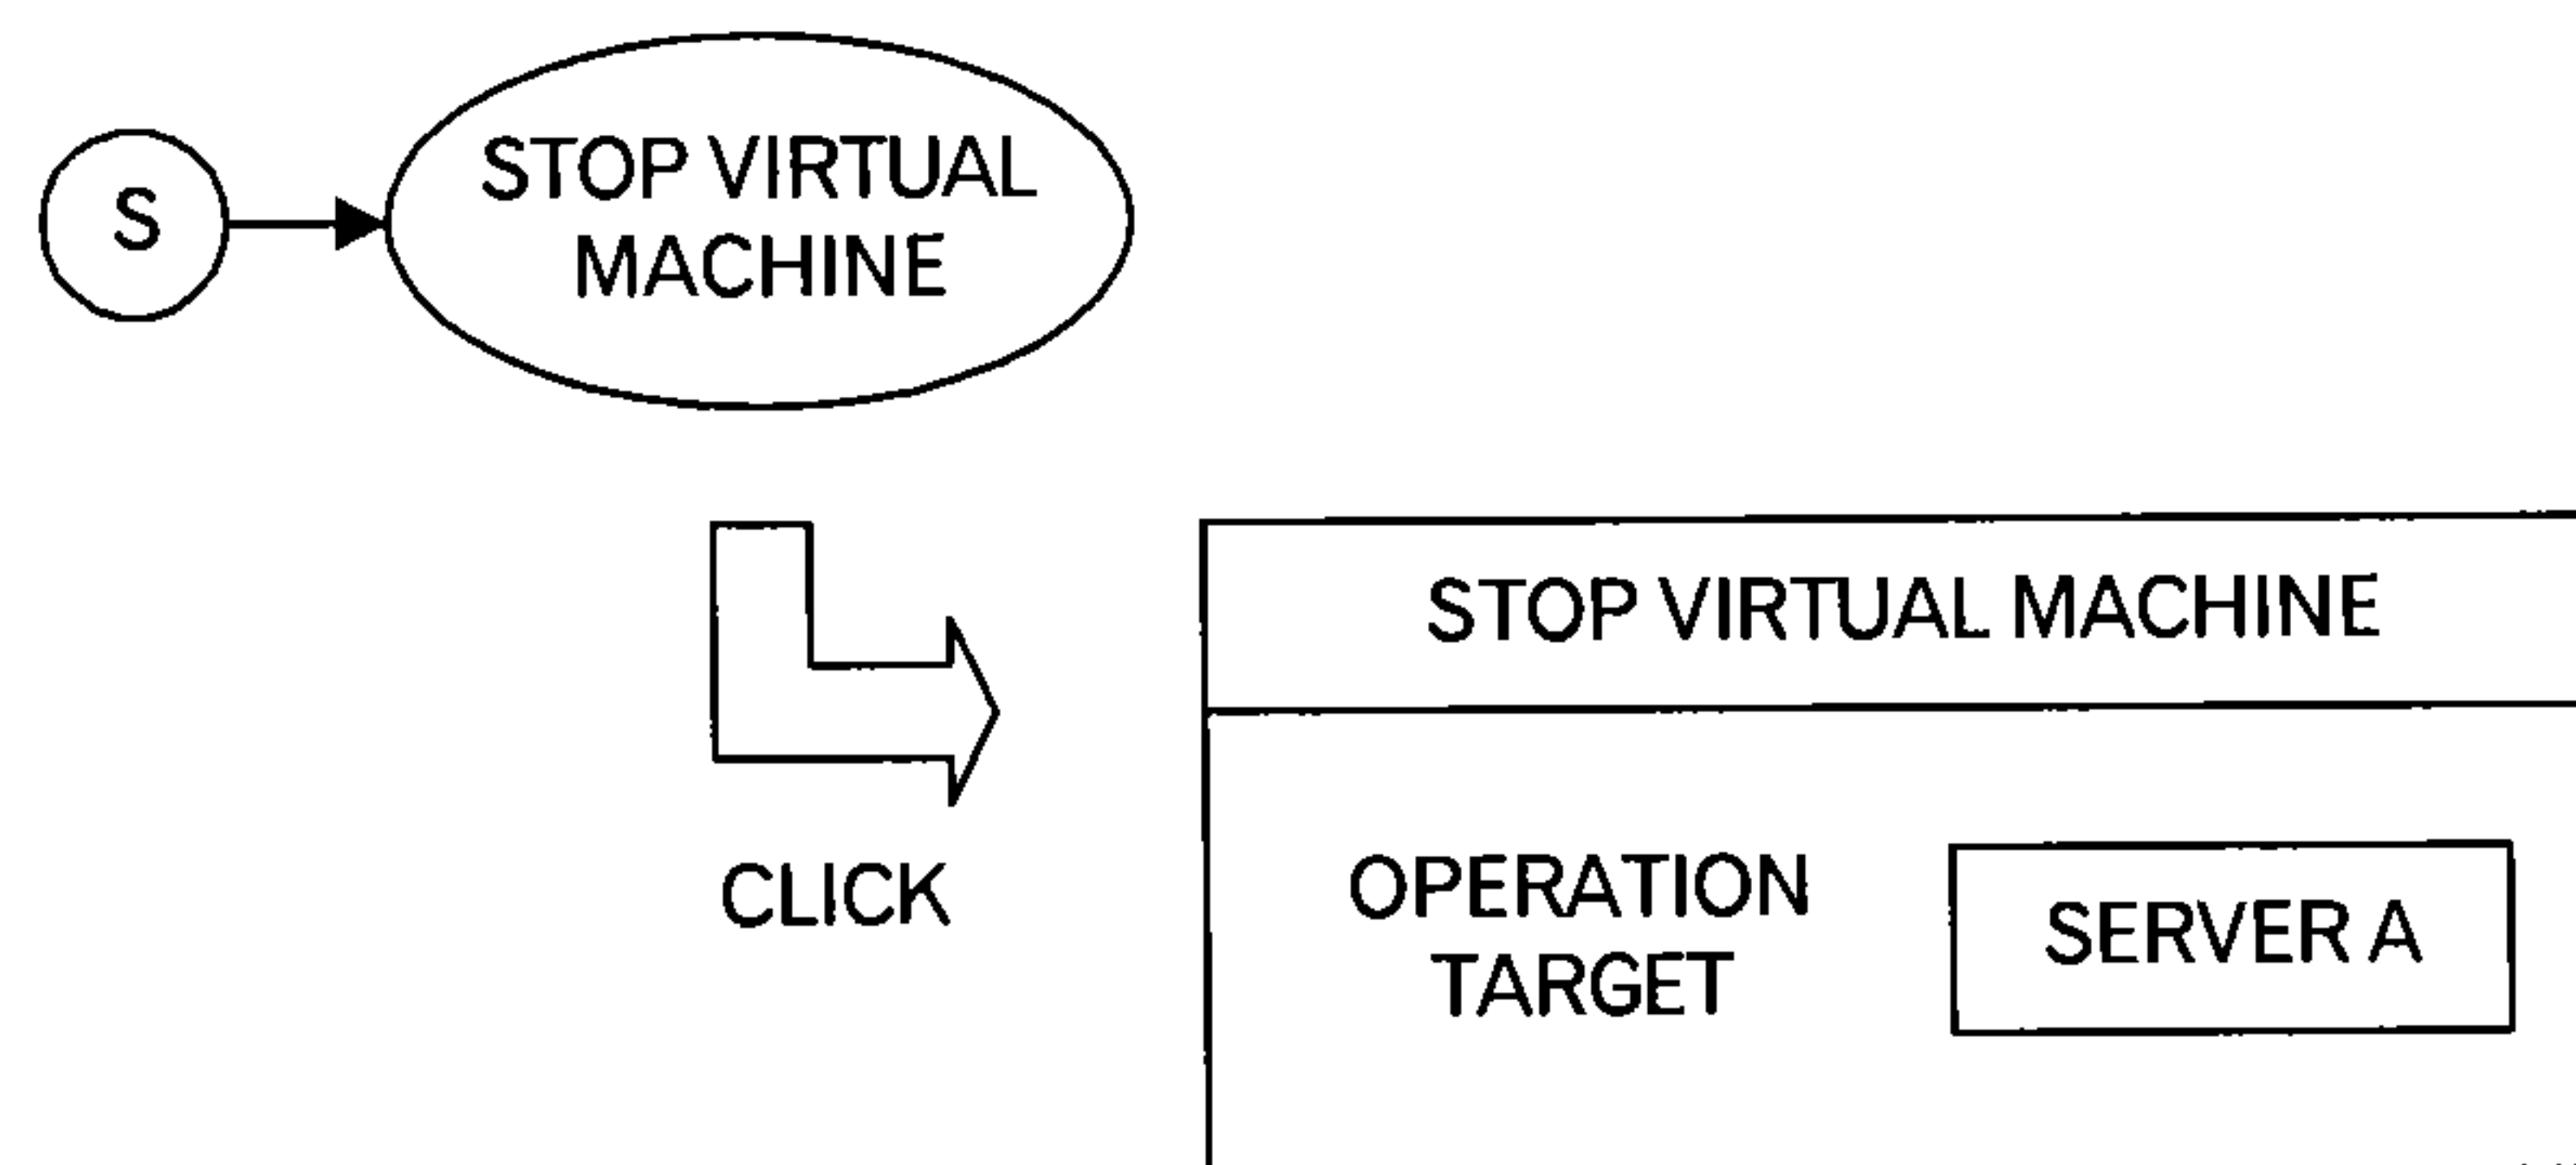 S
STOP VIRTUAL
MACHINE
CLICK
STOP VIRTUAL MACHINE
OPERATION
TARGET
SERVER A